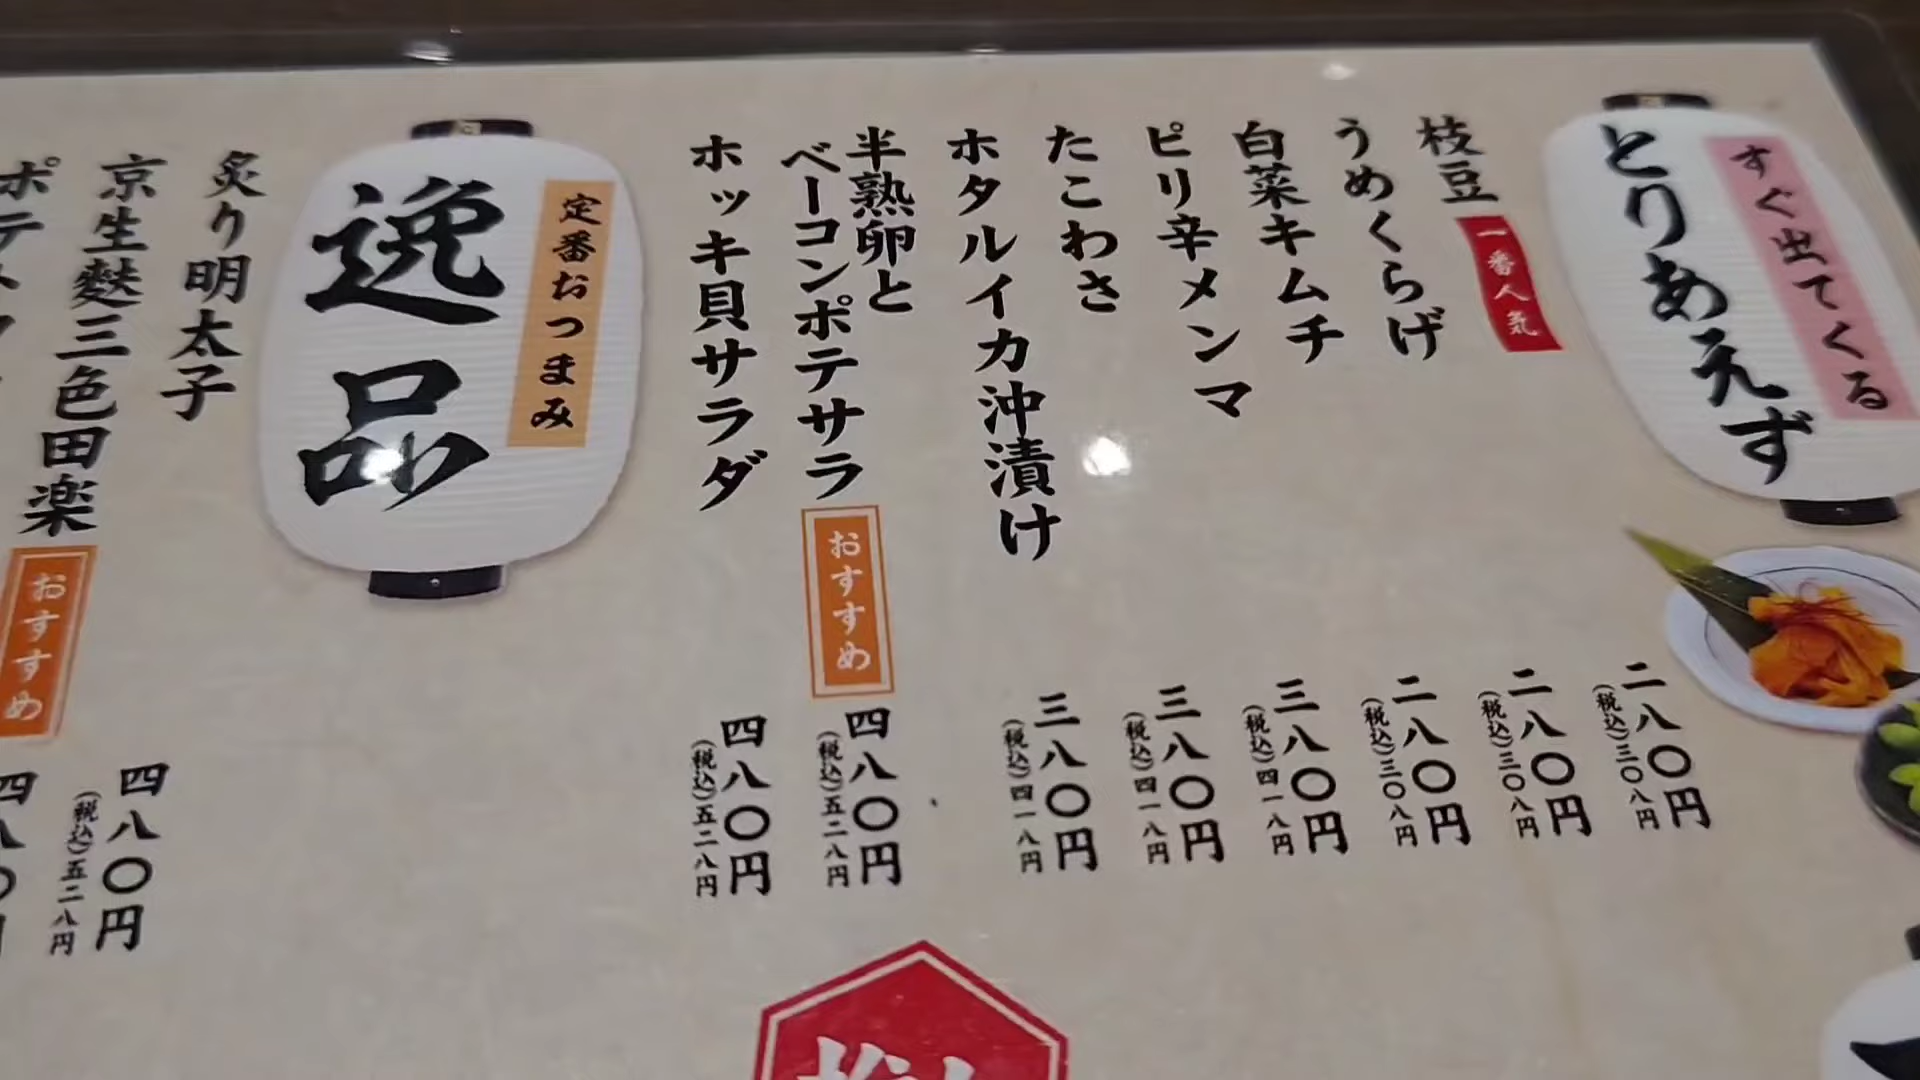 すぐ出てくる
とりあえず
枝豆
一番人気
二八〇円
(税込)三〇八円
うめくらげ
二八〇円
(税込)三〇八円
白菜キムチ
二八〇円
(税込)三〇八円
ピリ辛メンマ
三八〇円
(税込)四一八円
たこわさ
三八〇円
(税込)四一八円
ホタルイカ沖漬け
三八〇円
(税込)四一八円
半熟卵と
ベーコンポテサラ
おすすめ
四八〇円
(税込)五二八円
ホッキ貝サラダ
四八〇円
(税込)五二八円
定番おつまみ
逸品
炙り明太子
四八〇円
(税込)五二八円
京生麩三色田楽
おすすめ
四八〇円